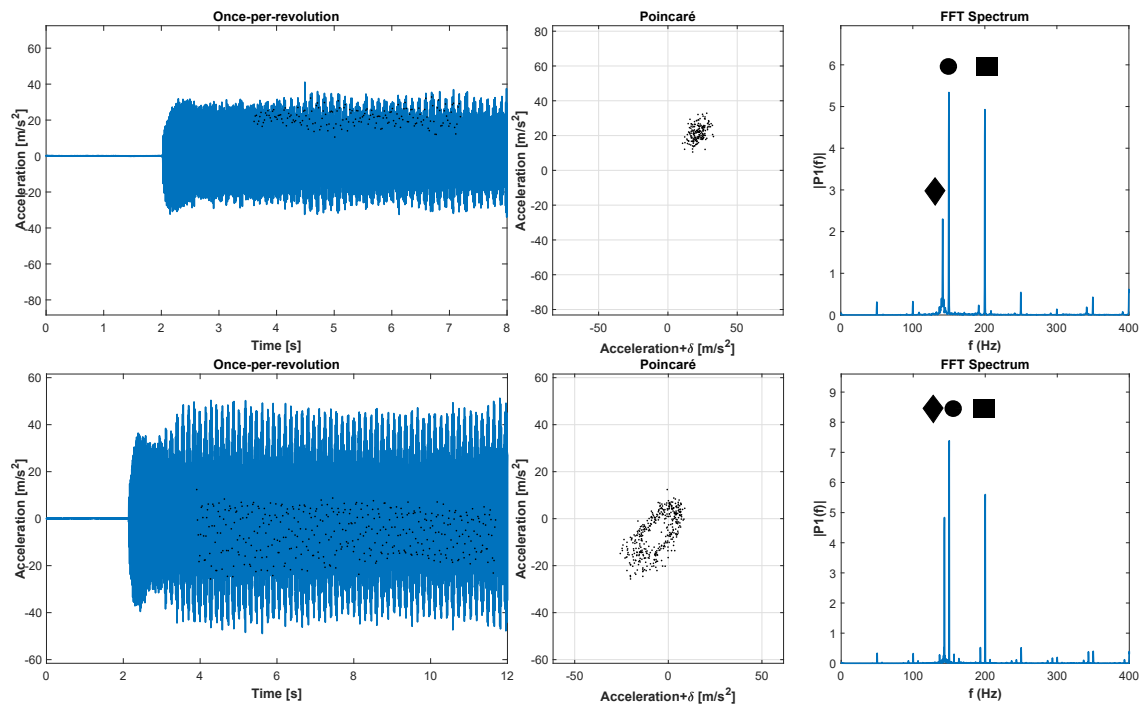 Once-per-revolution
Acceleration [m/s²]
60
40
20
0
-20
-40
-60
-80
0 1 2 3 4 5 6 7 8
Time [s]
Poincaré
Acceleration [m/s²]
80
60
40
20
0
-20
-40
-60
-80
-50 0 50
Acceleration+δ [m/s²]
FFT Spectrum
|P1(f)|
6
5
4
3
2
1
0
0 100 200 300 400
f (Hz)
Once-per-revolution
Acceleration [m/s²]
60
40
20
0
-20
-40
-60
0 2 4 6 8 10 12
Time [s]
Poincaré
Acceleration [m/s²]
60
40
20
0
-20
-40
-60
-50 0 50
Acceleration+δ [m/s²]
FFT Spectrum
|P1(f)|
9
8
7
6
5
4
3
2
1
0
0 100 200 300 400
f (Hz)